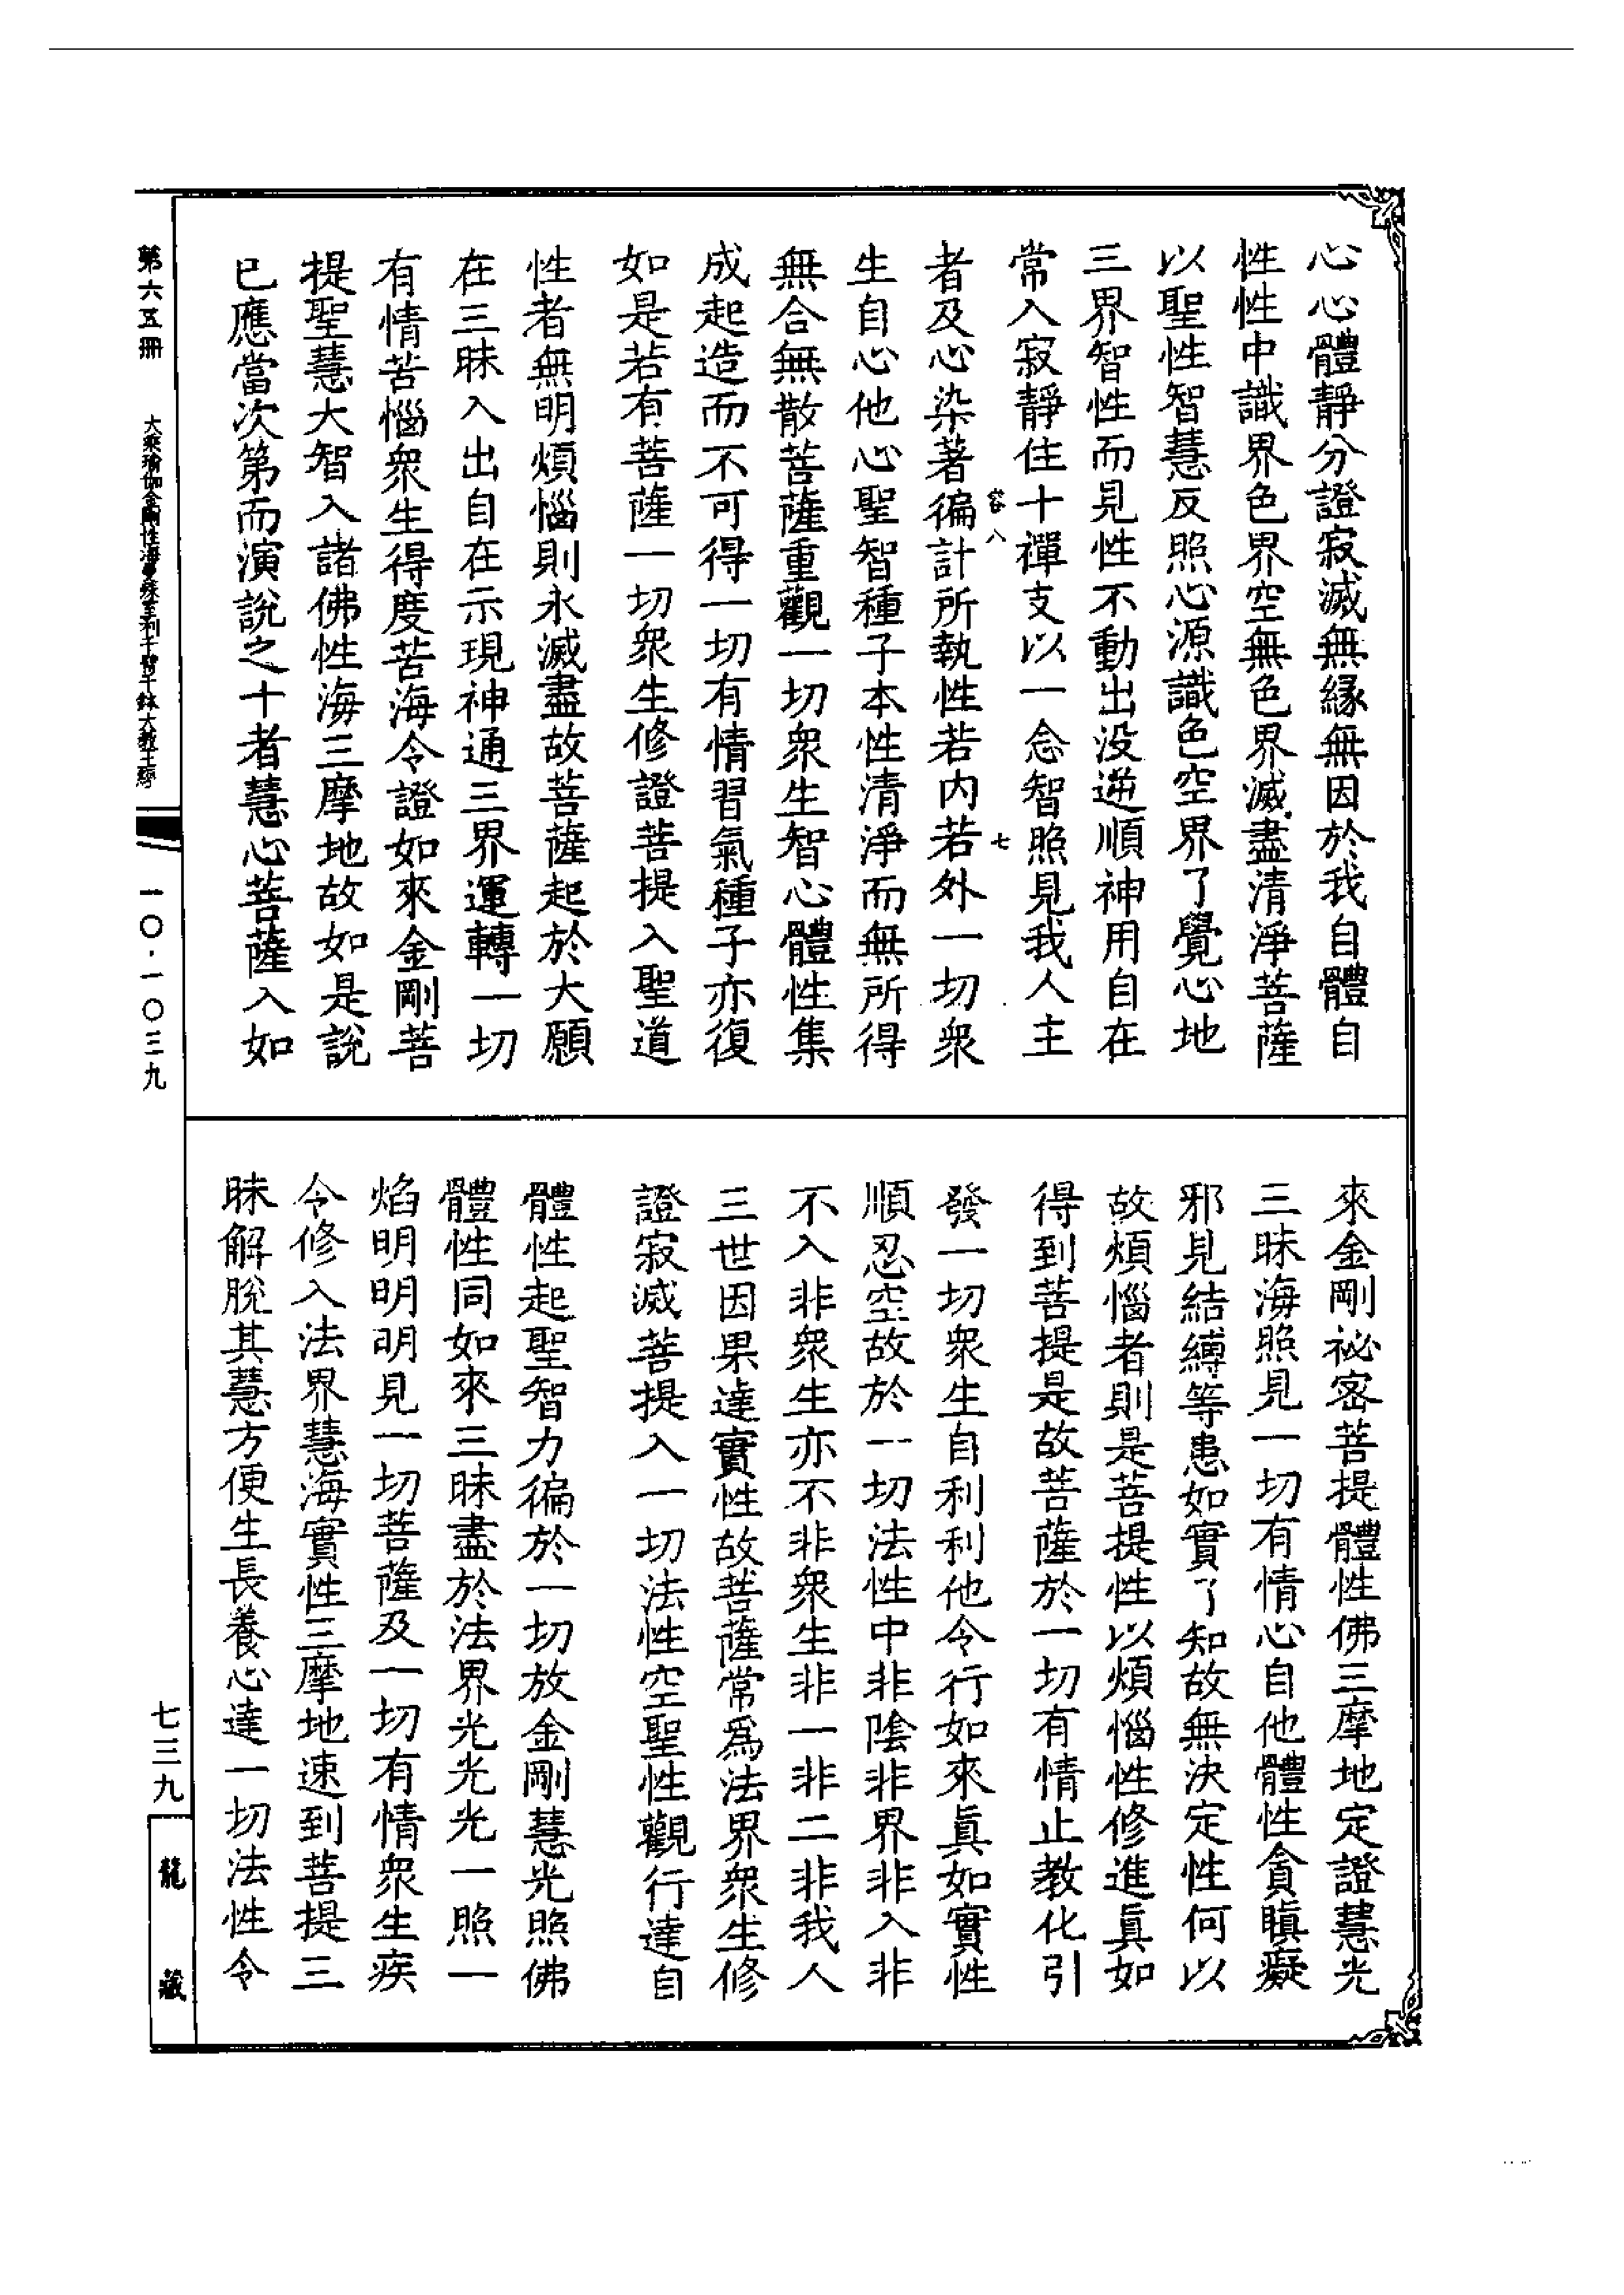 心心體靜分證寂滅無緣無因於我自體自
性性中識界色界空無色界滅盡清淨菩薩
以聖性智慧反照心源識色空界了覺心地
三界智性而見性不動出没逆順神用自在
常入寂靜住十禪支以一念智照見我人主
容八 七
者及心染著徧計所執性若内若外一切衆
生自心他心聖智種子本性清淨而無所得
無合無散菩薩重觀一切衆生智心體性集
成起造而不可得一切有情習氣種子亦復
如是若有菩薩一切衆生修證菩提入聖道
性者無明煩惱則永滅盡故菩薩起於大願
在三昧入出自在示現神通三界運轉一切
有情苦惱衆生得度苦海令證如來金剛菩
提聖慧大智入諸佛性海三摩地故如是說
已應當次第而演說之十者慧心菩薩入如
來金剛祕密菩提體性佛三摩地定證慧光
三昧海照見一切有情心自他體性貪瞋癡
邪見結縛等患如實了知故無決定性何以
故煩惱者則是菩提性以煩惱性修進眞如
得到菩提是故菩薩於一切有情止教化引
發一切衆生自利利他令行如來眞如實性
順忍空故於一切法性中非陰非界非入非
不入非衆生亦不非衆生非一非二非我人
三世因果達實性故菩薩常爲法界衆生修
證寂滅菩提入一切法性空聖性觀行達自
體性起聖智力徧於一切放金剛慧光照佛
體性同如來三昧盡於法界光光光一照一
焰明明明見一切菩薩及一切有情衆生疾
令修入法界慧海實性三摩地速到菩提三
昧解脫其慧方便生長養心達一切法性令
第六五冊
大乘瑜伽金剛性海曼殊室利千臂千鉢大教王經
一〇·一〇三九
七三九
龍藏